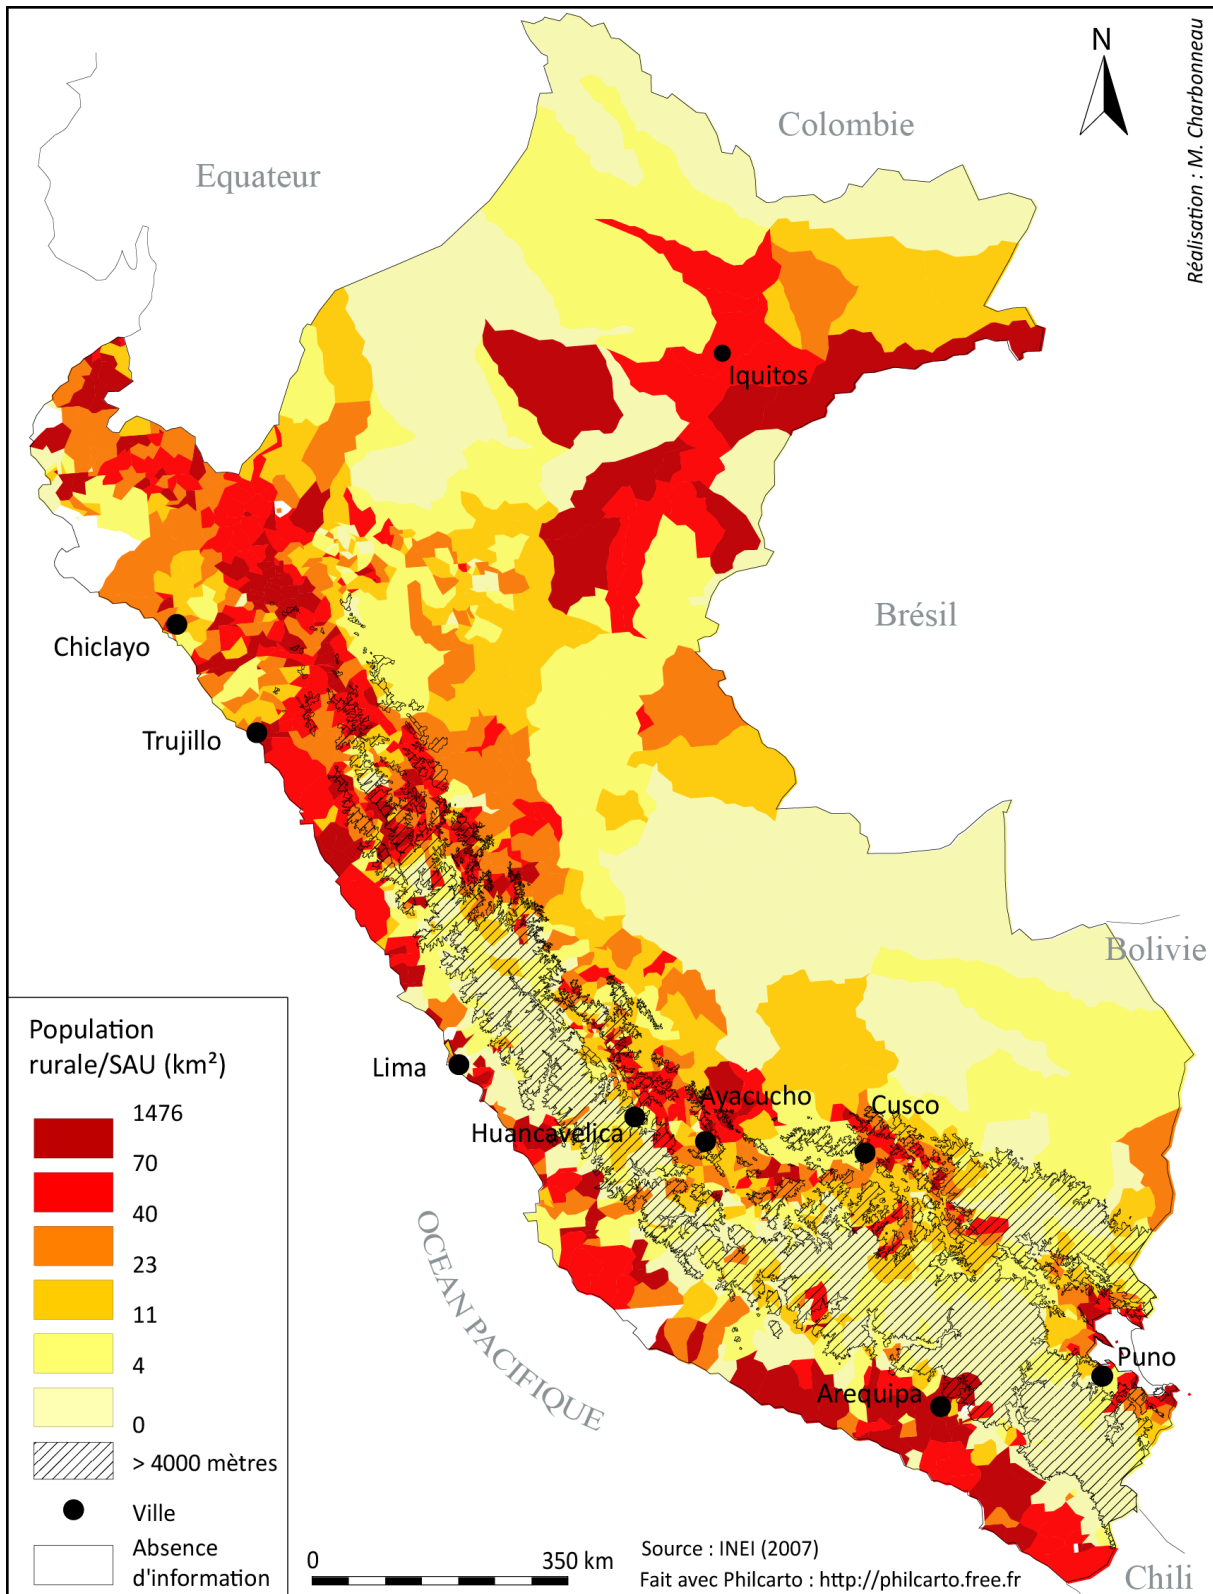 N
Réalisation : M. Charbonneau
Colombie
Equateur
Iquitos
Brésil
Chiclayo
Trujillo
Bolivie
Lima
Ayacucho
Cusco
Huancavelica
OCEAN PACIFIQUE
Puno
Arequipa
Chili
Population
rurale/SAU (km²)
1476
70
40
23
11
4
0
> 4000 mètres
Ville
Absence
d'information
0 350 km
Source : INEI (2007)
Fait avec Philcarto : http://philcarto.free.fr